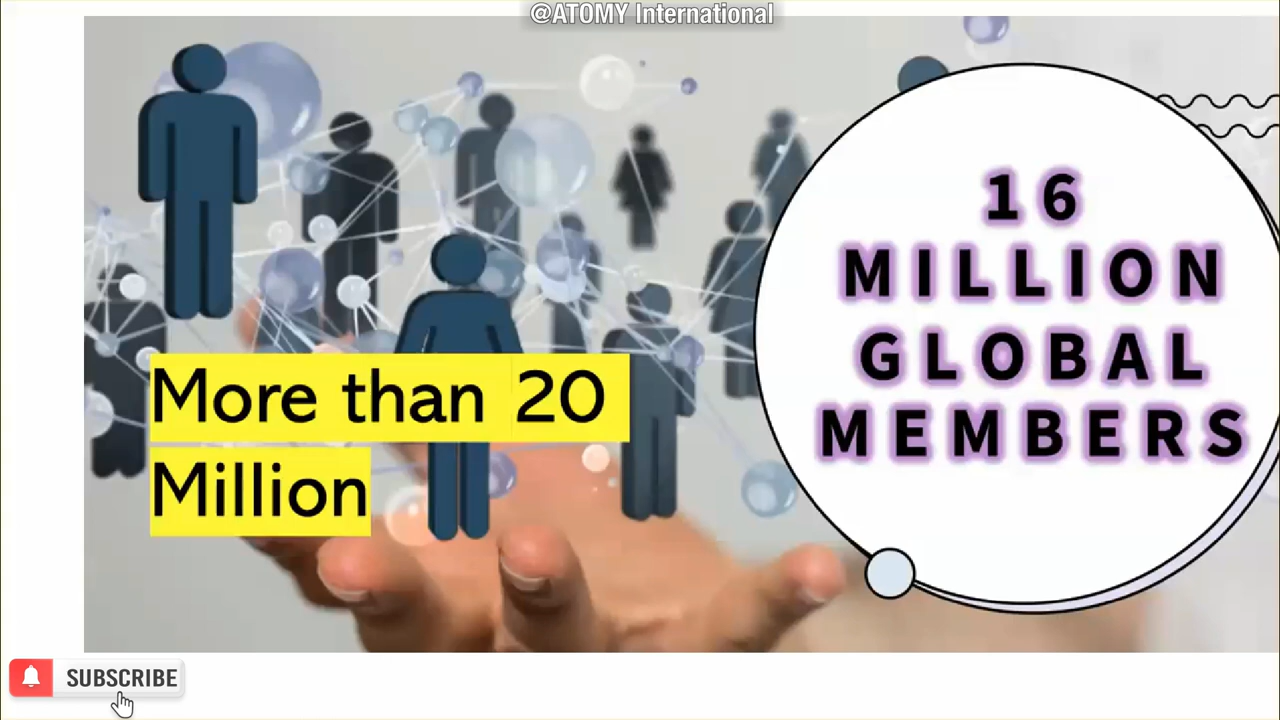 @ATOMY International
16
MILLION
GLOBAL
MEMBERS
More than 20
Million
SUBSCRIBE